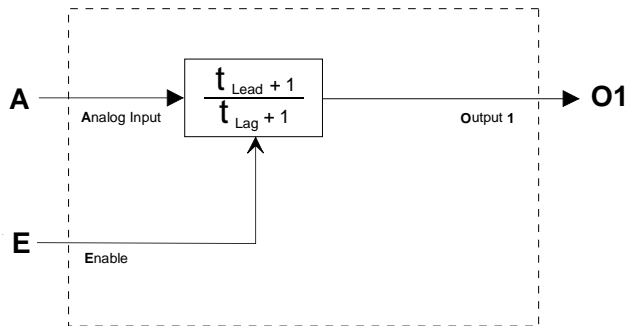 t Lead + 1
t Lag + 1
A
Analog Input
Output 1
O1
E
Enable